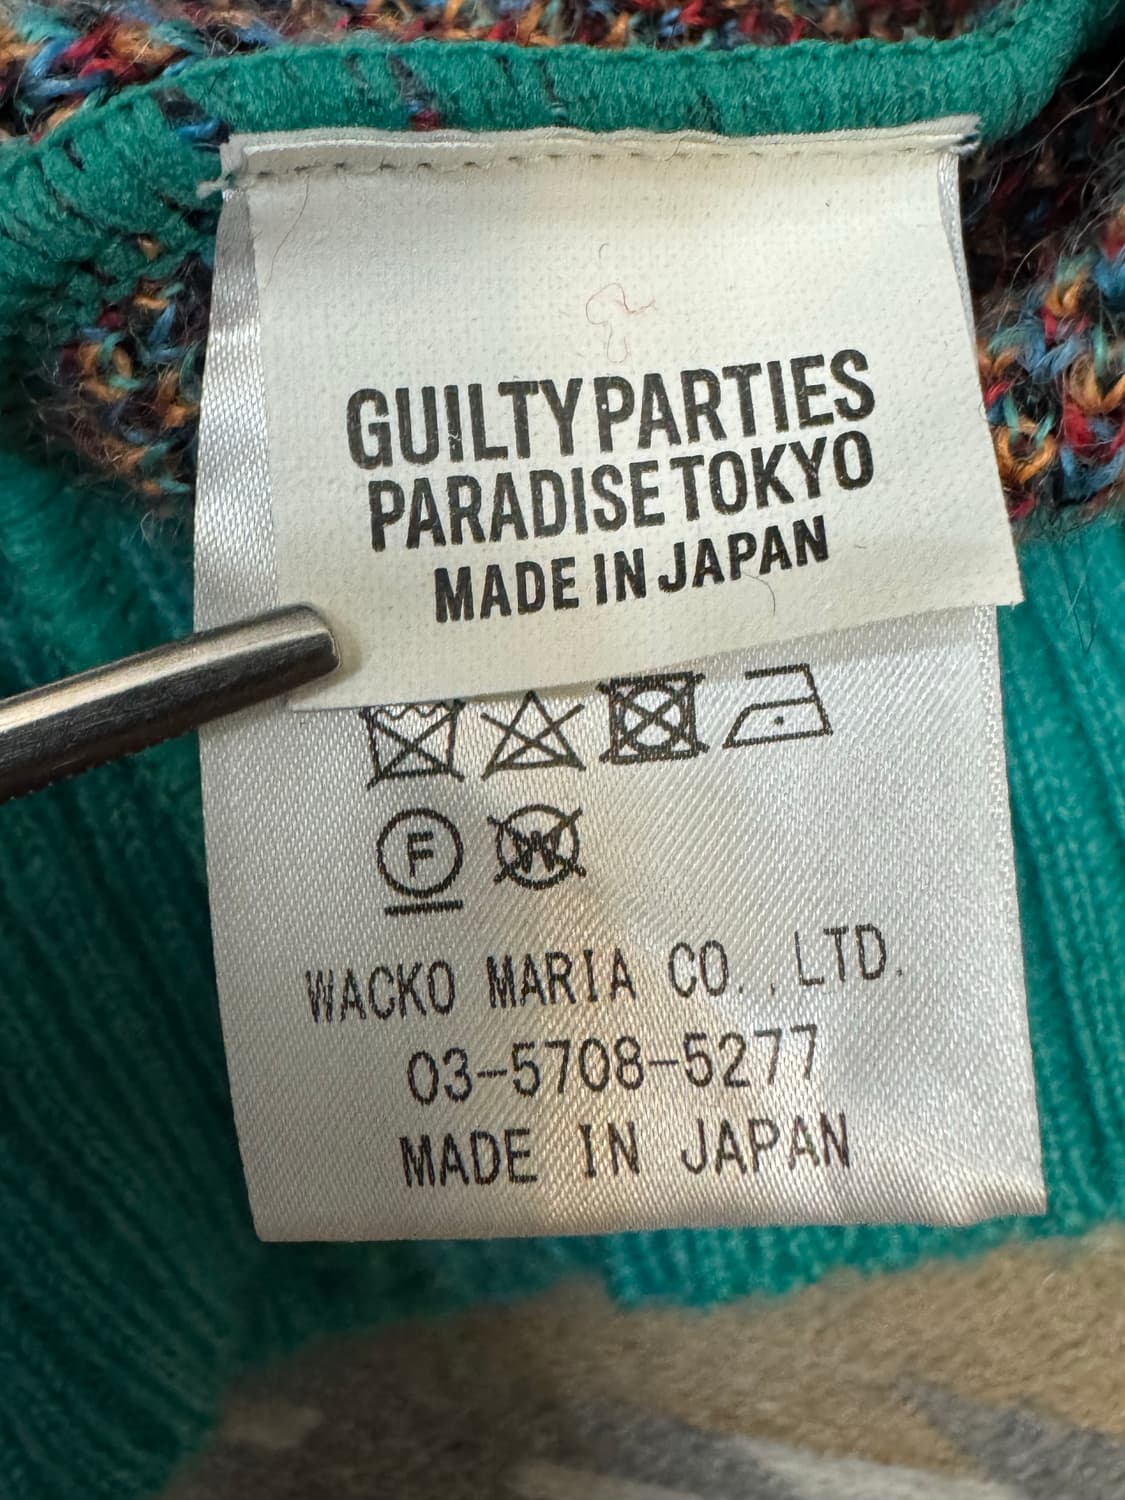 GUILTY PARTIES
PARADISE TOKYO
MADE IN JAPAN
F W
WACKO MARIA CO.,LTD.
03-5708-5277
MADE IN JAPAN